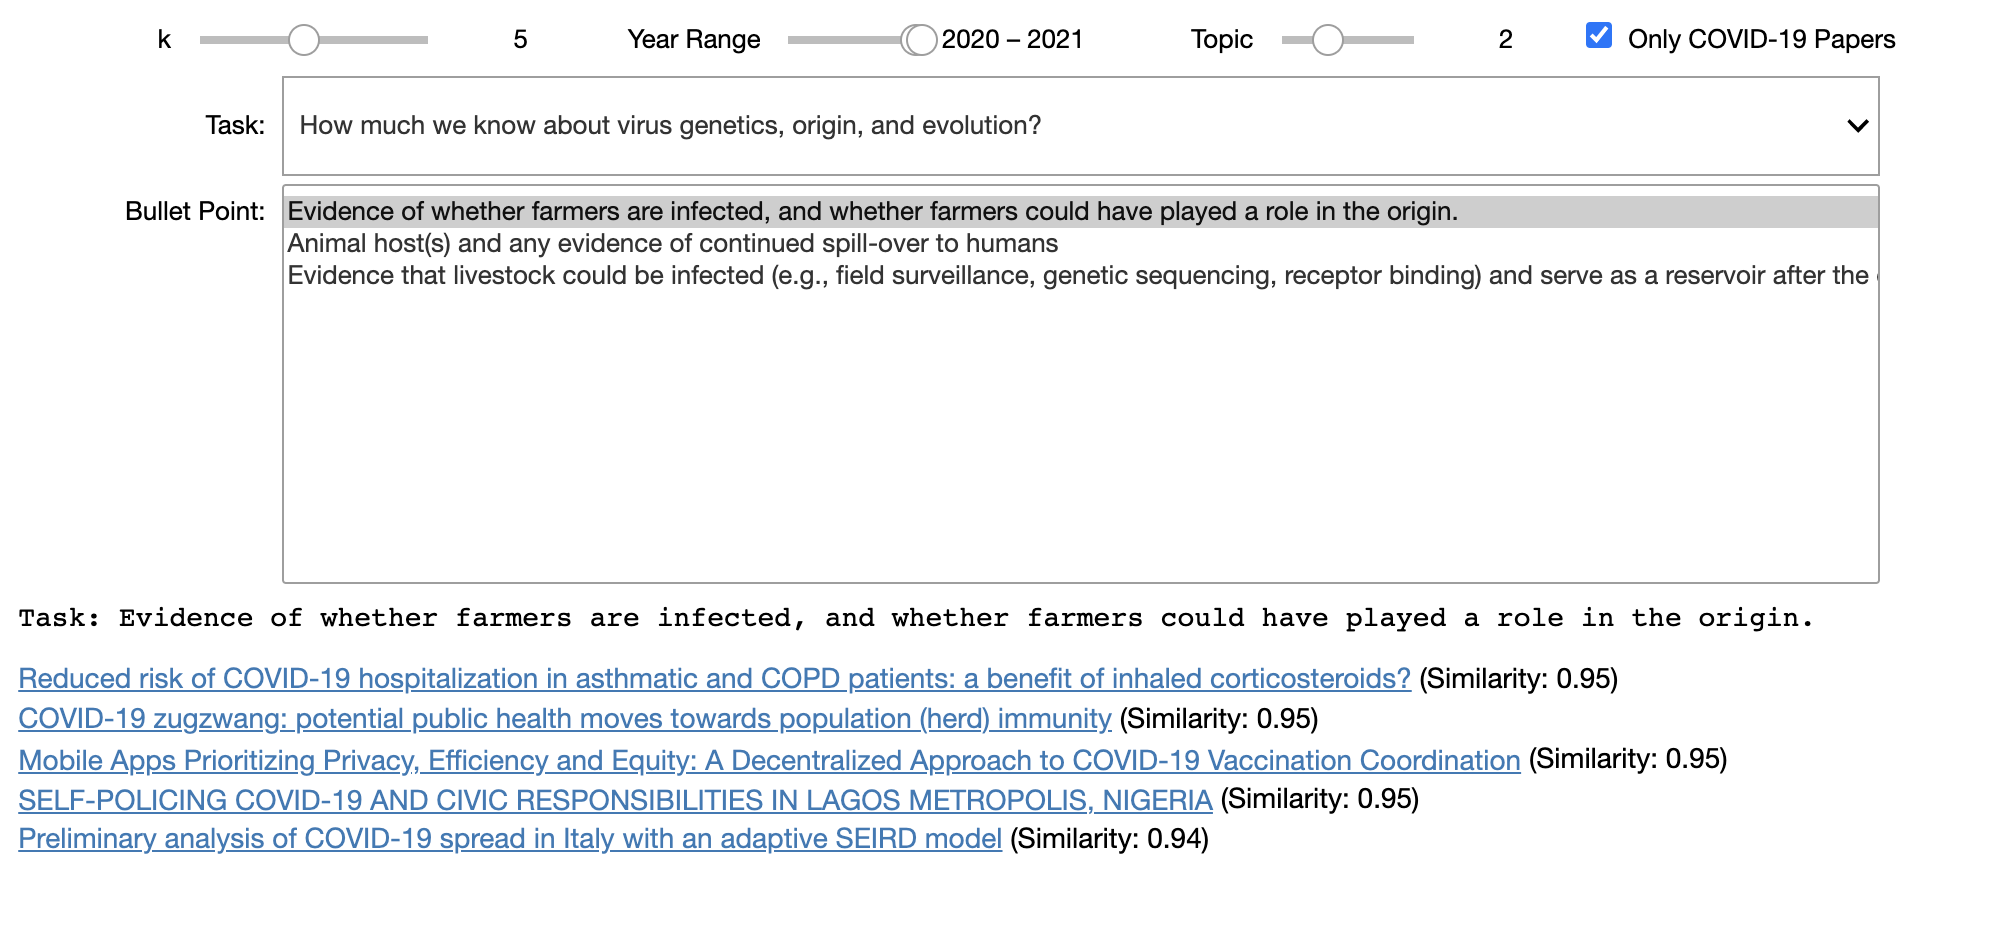 k 5 Year Range 2020 – 2021 Topic 2 Only COVID-19 Papers
Task: How much we know about virus genetics, origin, and evolution?
Bullet Point: Evidence of whether farmers are infected, and whether farmers could have played a role in the origin.
Animal host(s) and any evidence of continued spill-over to humans
Evidence that livestock could be infected (e.g., field surveillance, genetic sequencing, receptor binding) and serve as a reservoir after the
Task: Evidence of whether farmers are infected, and whether farmers could have played a role in the origin.
Reduced risk of COVID-19 hospitalization in asthmatic and COPD patients: a benefit of inhaled corticosteroids? (Similarity: 0.95)
COVID-19 zugzwang: potential public health moves towards population (herd) immunity (Similarity: 0.95)
Mobile Apps Prioritizing Privacy, Efficiency and Equity: A Decentralized Approach to COVID-19 Vaccination Coordination (Similarity: 0.95)
SELF-POLICING COVID-19 AND CIVIC RESPONSIBILITIES IN LAGOS METROPOLIS, NIGERIA (Similarity: 0.95)
Preliminary analysis of COVID-19 spread in Italy with an adaptive SEIRD model (Similarity: 0.94)